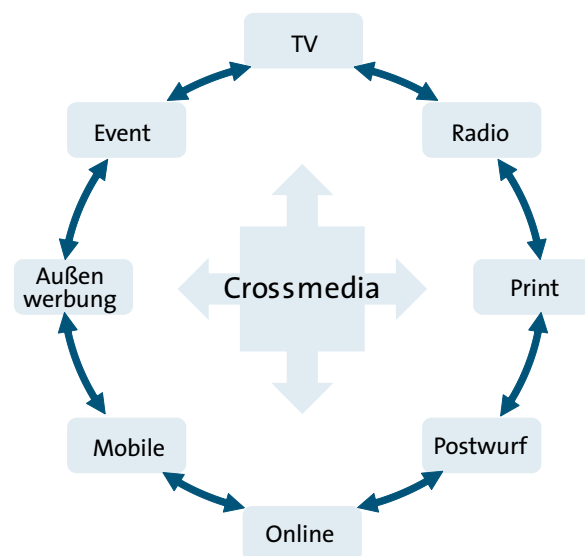 TV
Event
Radio
Außen
werbung
Crossmedia
Print
Mobile
Postwurf
Online